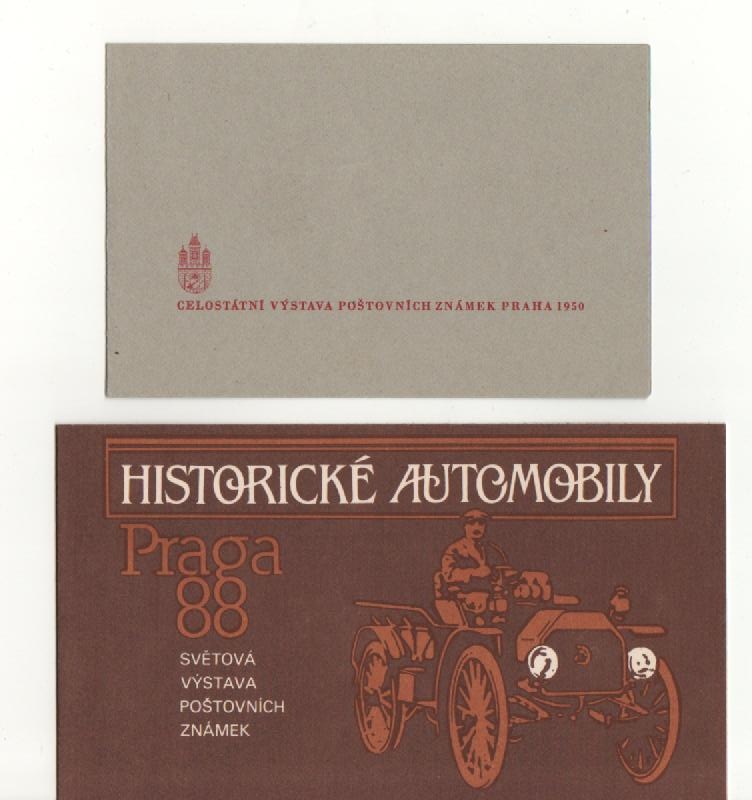 CELOSTÁTNÍ VÝSTAVA POŠTOVNÍCH ZNÁMEK PRAHA 1950
HISTORICKÉ AUTOMOBILY
Praga
88
SVĚTOVÁ
VÝSTAVA
POŠTOVNÍCH
ZNÁMEK